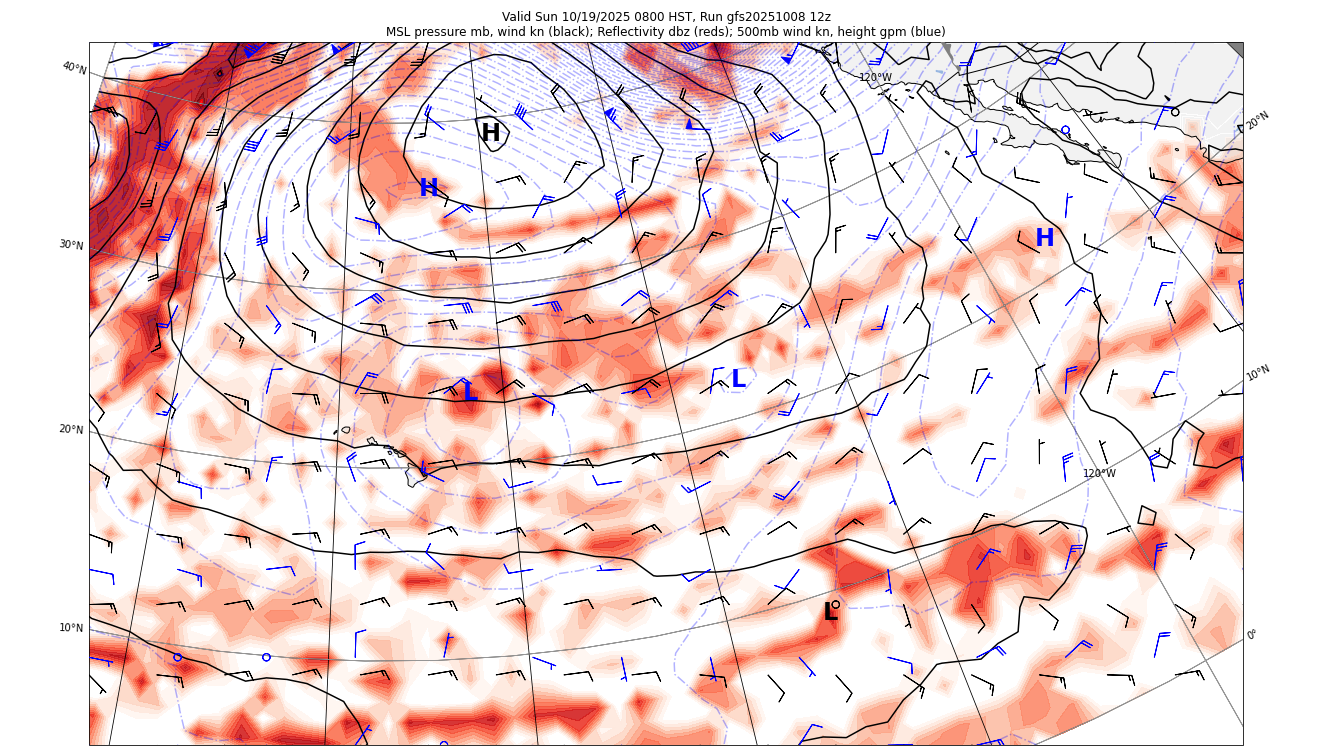 Valid Sun 10/19/2025 0800 HST, Run gfs20251008 12z
MSL pressure mb, wind kn (black); Reflectivity dbz (reds); 500mb wind kn, height gpm (blue)
40°N
120°W
20°N
H
H
30°N
H
10°N
L
L
20°N
120°W
L
10°N
0°